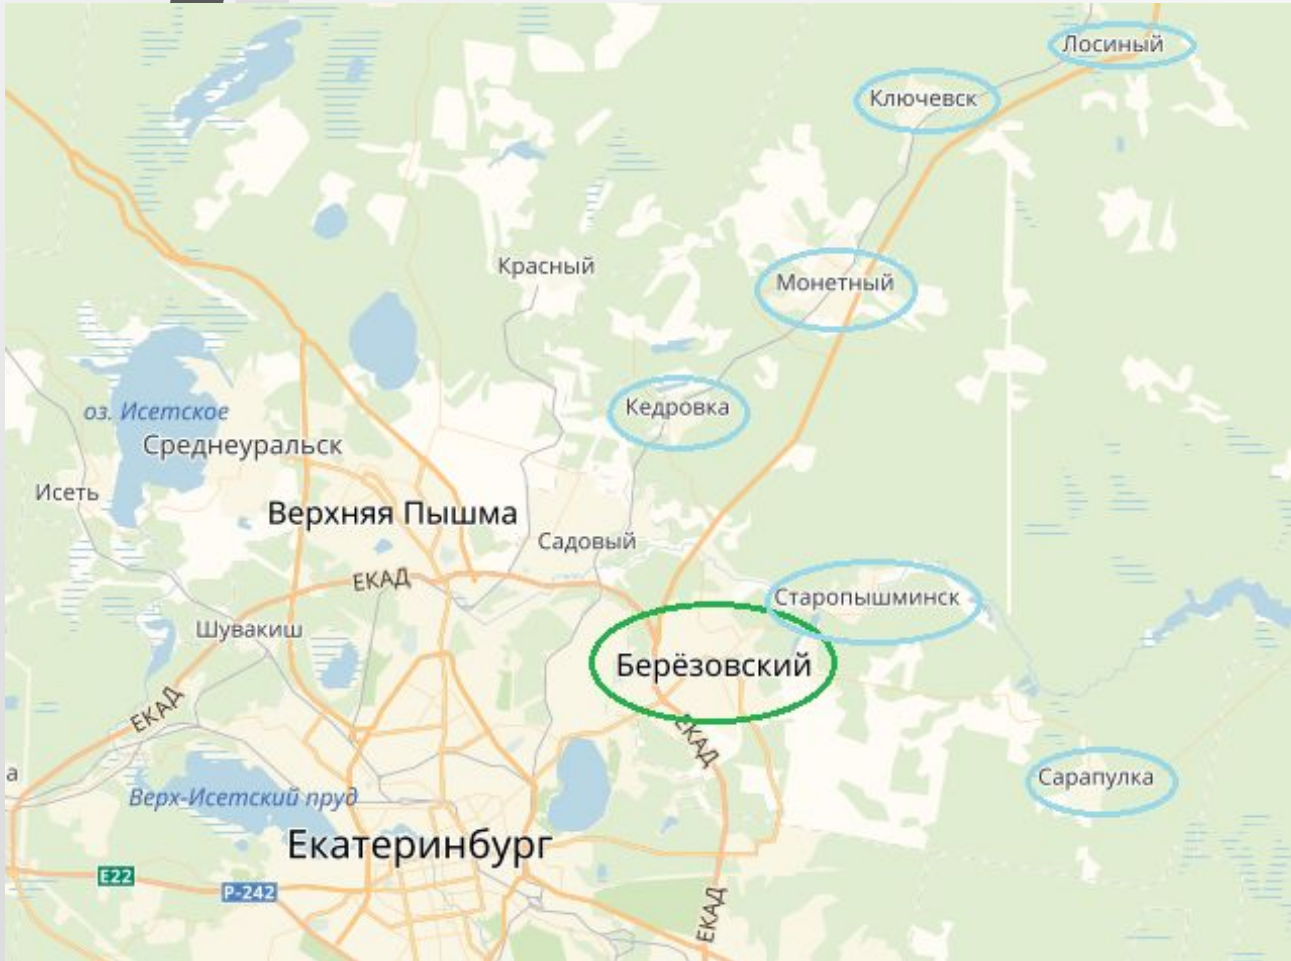 Лосиный
Ключевск
Красный
Монетный
Кедровка
оз. Исетское
Среднеуральск
Исеть
Верхняя Пышма
Садовый
ЕКАД
Старопышминск
Шувакиш
Берёзовский
ЕКАД
ЕКАД
а
Сарапулка
Верх-Исетский пруд
Екатеринбург
E22
Р-242
ЕКАД